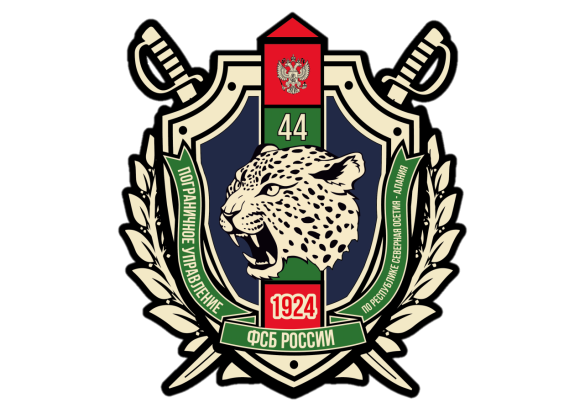 44
ПОГРАНИЧНОЕ УПРАВЛЕНИЕ
ПО РЕСПУБЛИКЕ СЕВЕРНАЯ ОСЕТИЯ - АЛАНИЯ
1924
ФСБ РОССИИ